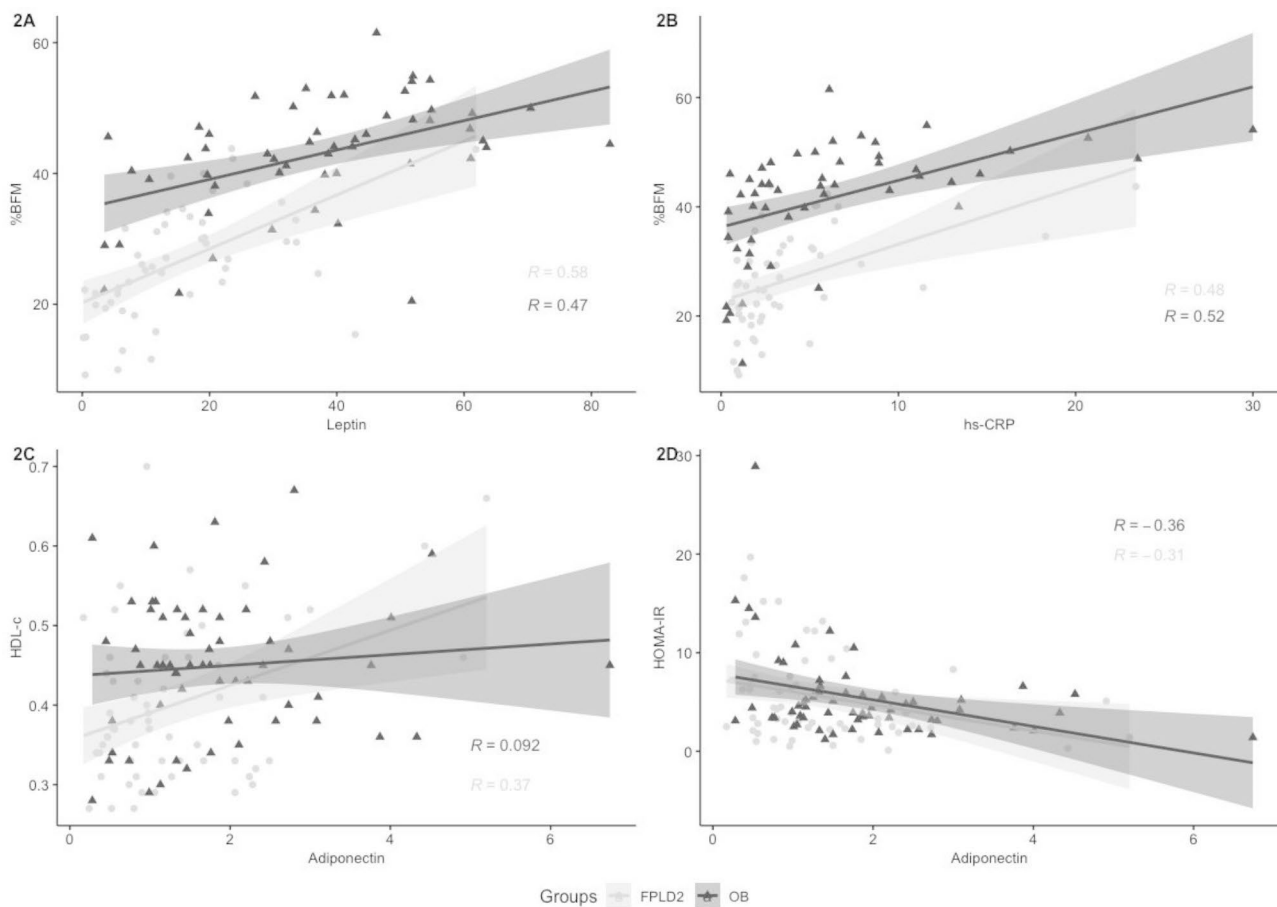 2A
60
40
20
%BFM
R = 0.58
R = 0.47
0 20 40 60 80
Leptin
2B
60
40
20
%BFM
R = 0.48
R = 0.52
0 10 20 30
hs-CRP
2C
0.7
0.6
0.5
0.4
0.3
HDL-c
R = 0.092
R = 0.37
0 2 4 6
Adiponectin
2D
30
20
10
0
HOMA-IR
R = – 0.36
R = – 0.31
0 2 4 6
Adiponectin
Groups FPLD2 OB